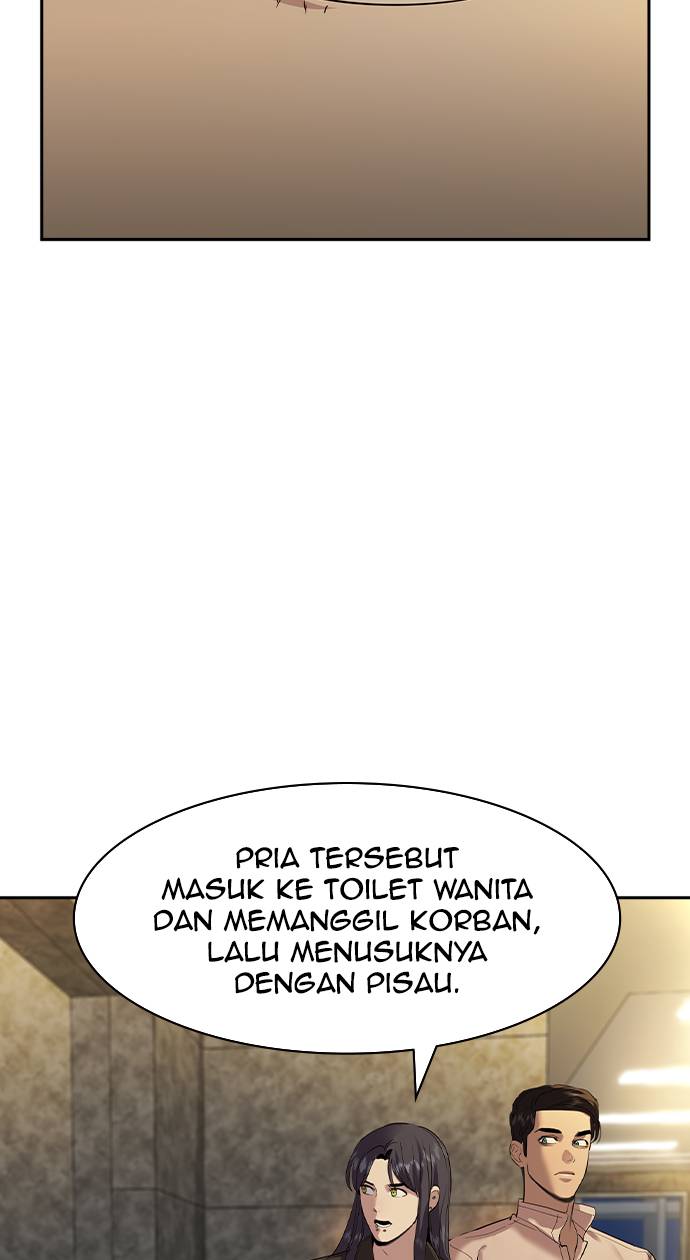 PRIA TERSEBUT
MASUK KE TOILET WANITA
DAN MEMANGGIL KORBAN,
LALU MENUSUKNYA
DENGAN PISAU.